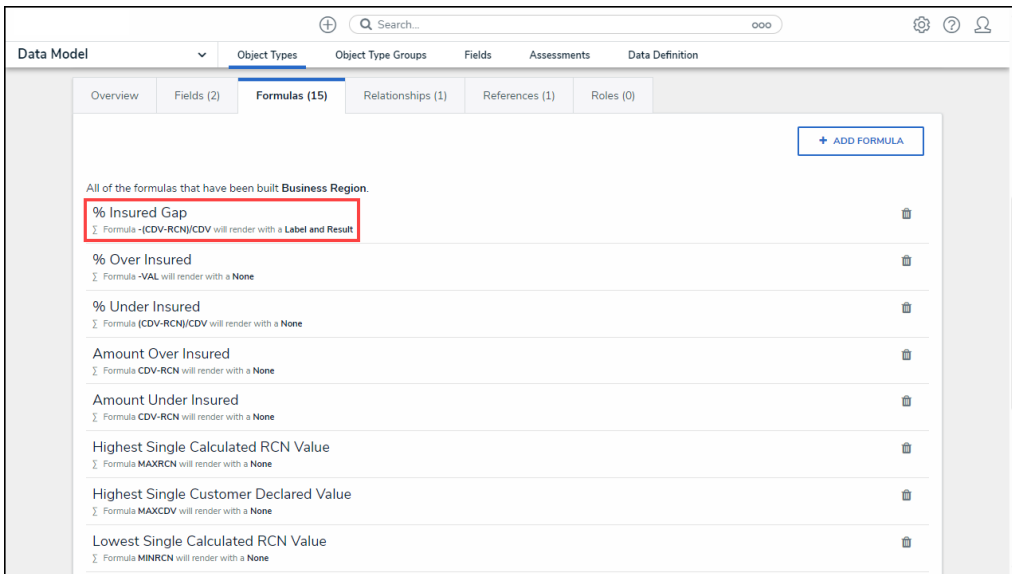 Search...
ooo
Data Model
Object Types
Object Type Groups
Fields
Assessments
Data Definition
Overview
Fields (2)
Formulas (15)
Relationships (1)
References (1)
Roles (0)
+ ADD FORMULA
All of the formulas that have been built Business Region.
% Insured Gap
∑ Formula -(CDV-RCN)/CDV will render with a Label and Result
% Over Insured
∑ Formula -VAL will render with a None
% Under Insured
∑ Formula (CDV-RCN)/CDV will render with a None
Amount Over Insured
∑ Formula CDV-RCN will render with a None
Amount Under Insured
∑ Formula CDV-RCN will render with a None
Highest Single Calculated RCN Value
∑ Formula MAXRCN will render with a None
Highest Single Customer Declared Value
∑ Formula MAXCDV will render with a None
Lowest Single Calculated RCN Value
∑ Formula MINRCN will render with a None